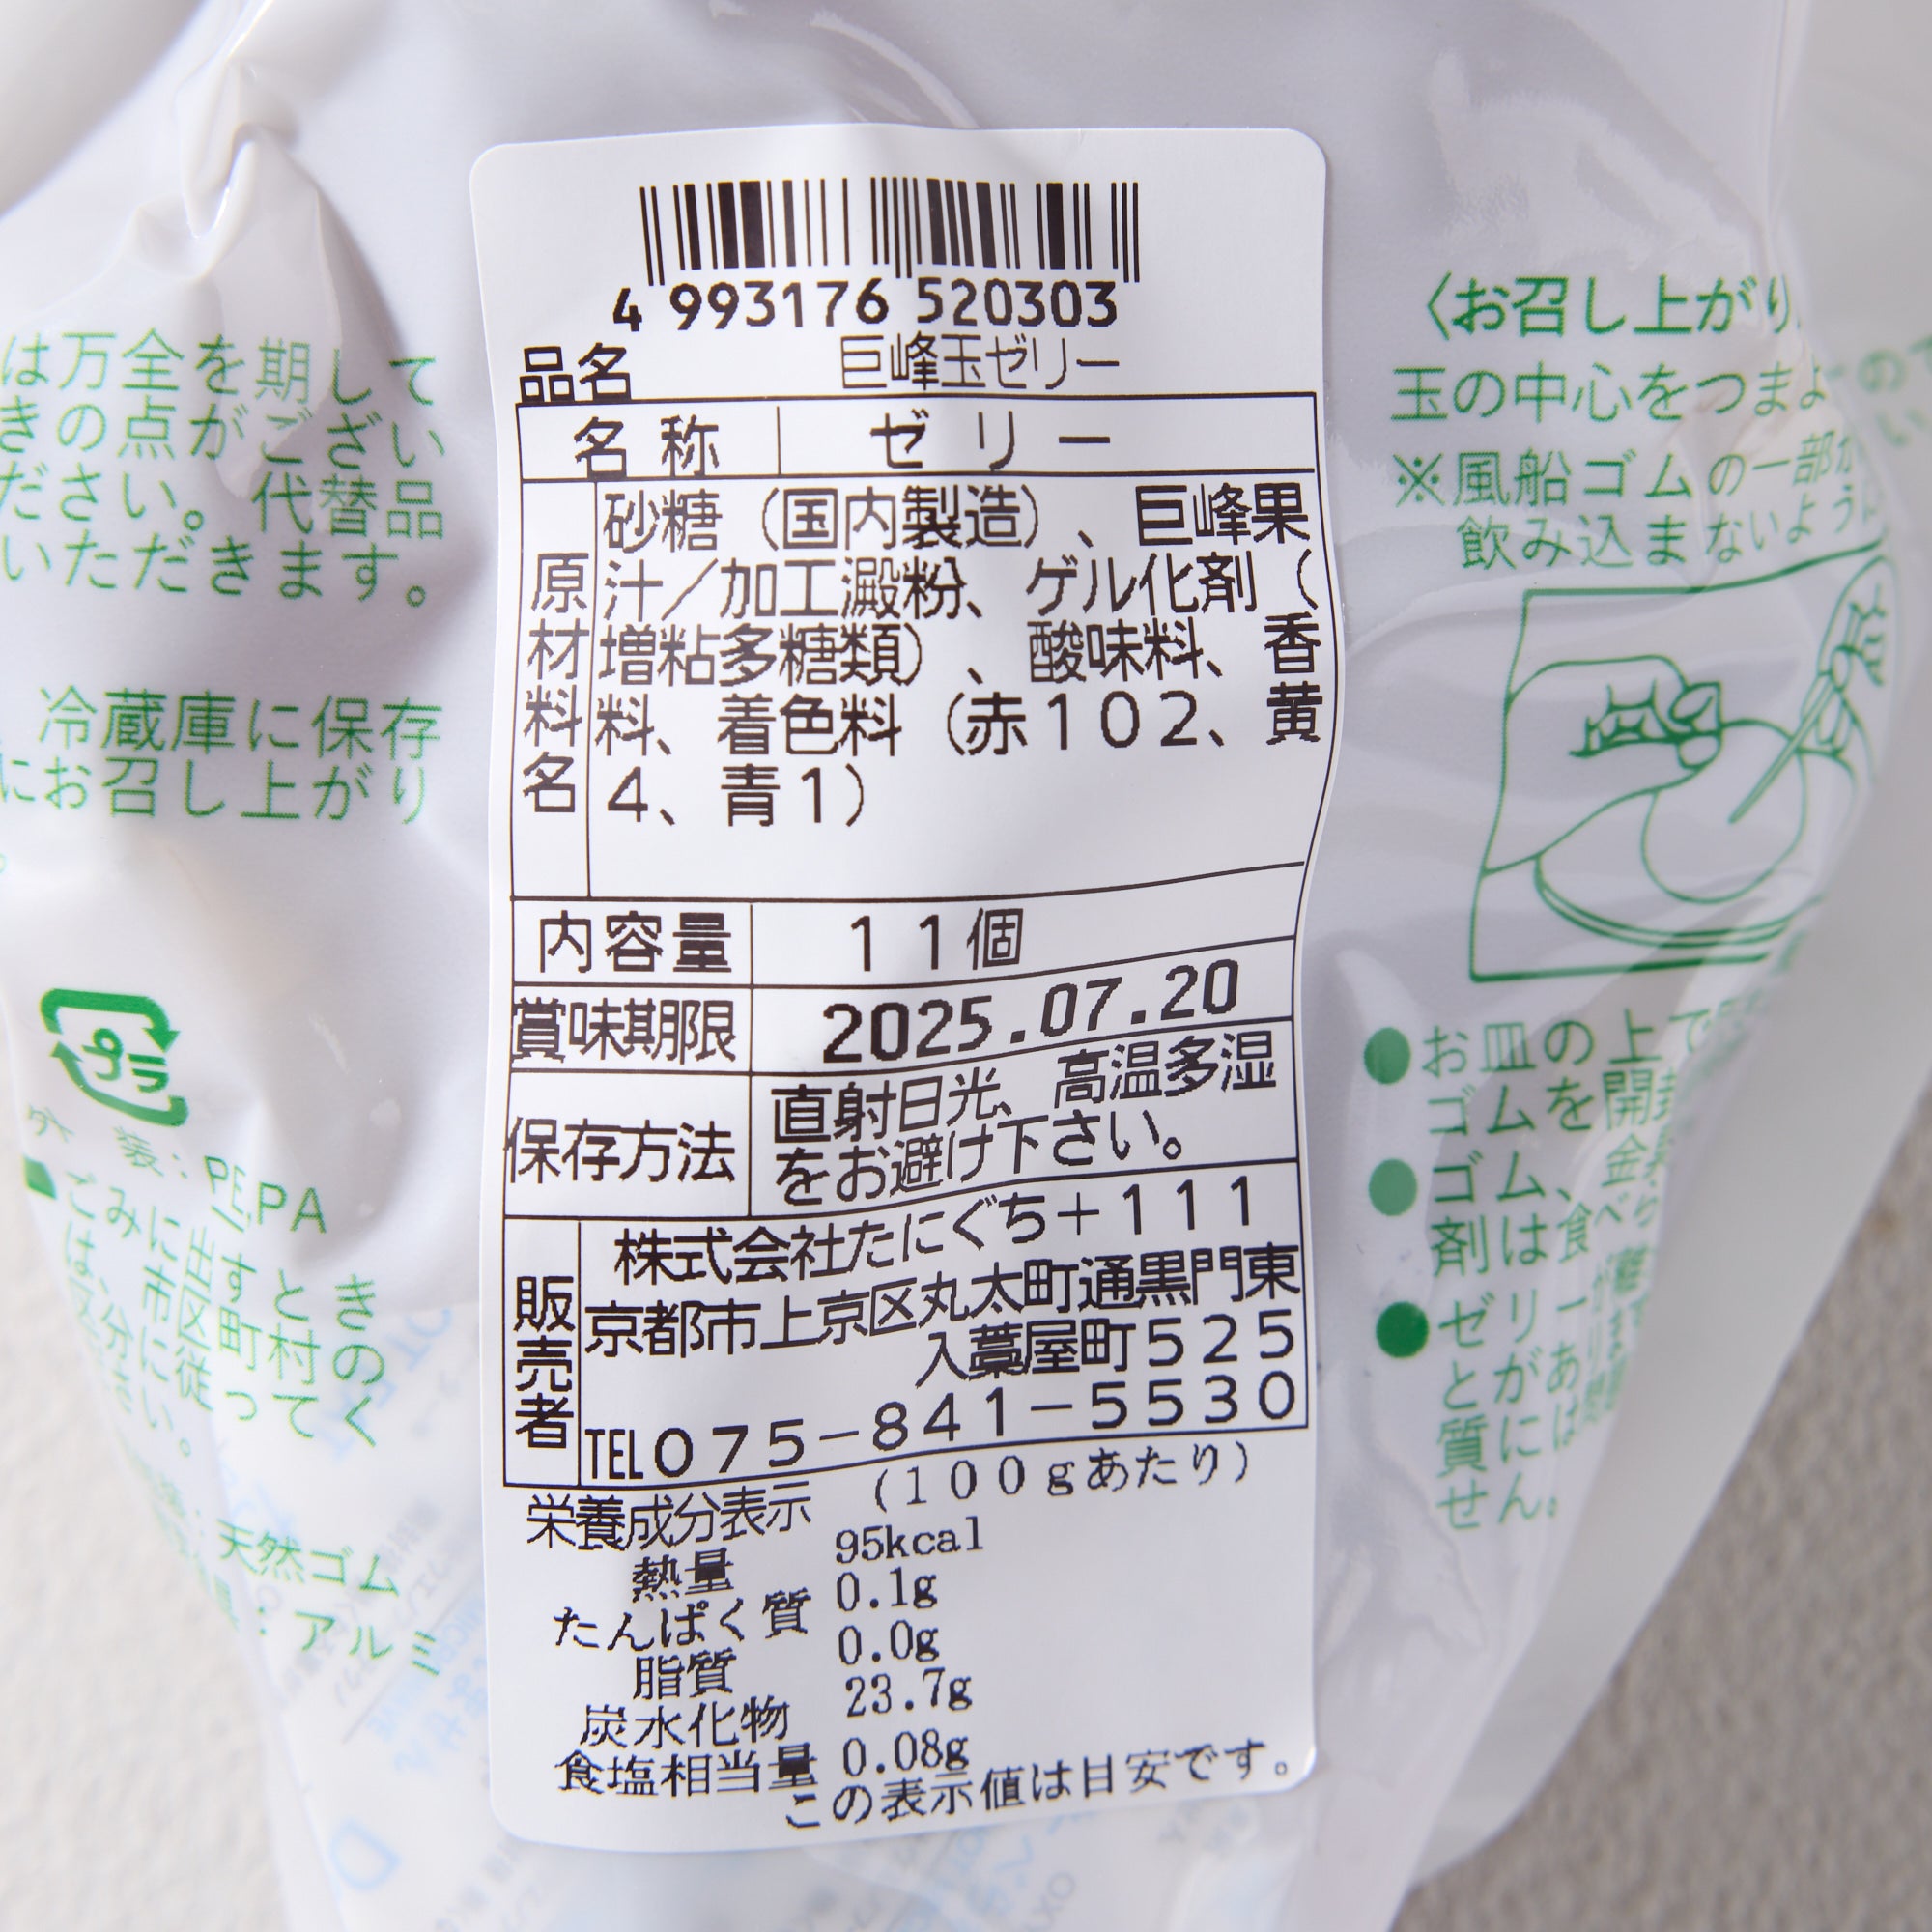 4 993176 520303
品名 巨峰玉ゼリー
名称 ゼリー
原材料名
砂糖（国内製造）、巨峰果
汁／加工澱粉、ゲル化剤（
増粘多糖類）、酸味料、香
料、着色料（赤102、黄
4、青1）
内容量 11個
賞味期限 2025.07.20
保存方法
直射日光、高温多湿
をお避け下さい。
販売者
株式会社たにぐち+111
京都市上京区丸太町通黒門東
入藁屋町525
TEL075-841-5530
栄養成分表示 (100gあたり)
熱量 95kcal
たんぱく質 0.1g
脂質 0.0g
炭水化物 23.7g
食塩相当量 0.08g
この表示値は目安です。
は万全を期して
きの点がござい
ださい。代替品
いただきます。
冷蔵庫に保存
にお召し上がり
プラ
外装：PE,PA
ごみに出すとき
は、市区町村の
区分に従って
さい。
天然ゴム
：アルミ
〈お召し上がり
玉の中心をつまよ
※風船ゴムの一部が
飲み込まないように
●お皿の上で
ゴムを開封
●ゴム、金
剤は食べ
●ゼリーが
とがあ
質に
せん。